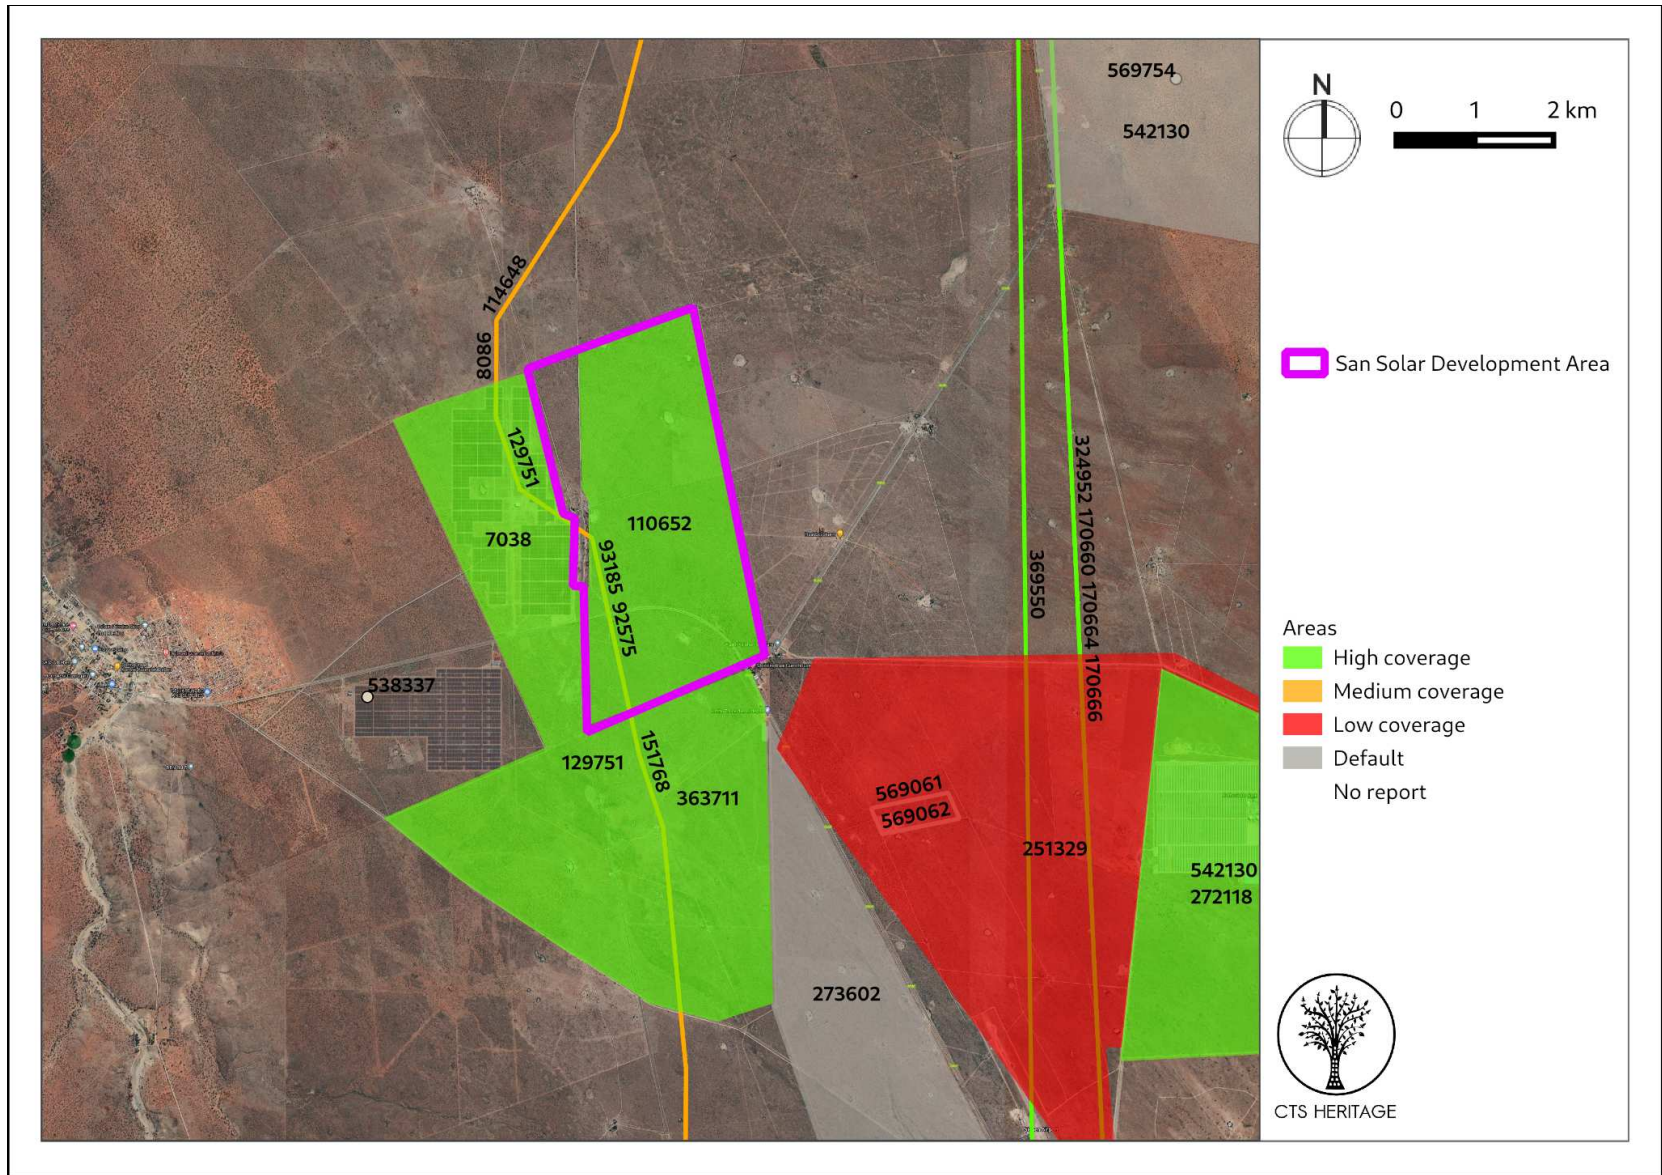 569754
542130
114648
8086
129751
7038
110652
93185 92575
369550
324952 170660 170664 170666
538337
129751
151768
363711
569061
569062
251329
542130
272118
273602
N
0 1 2 km
San Solar Development Area
Areas
High coverage
Medium coverage
Low coverage
Default
No report
CTS HERITAGE